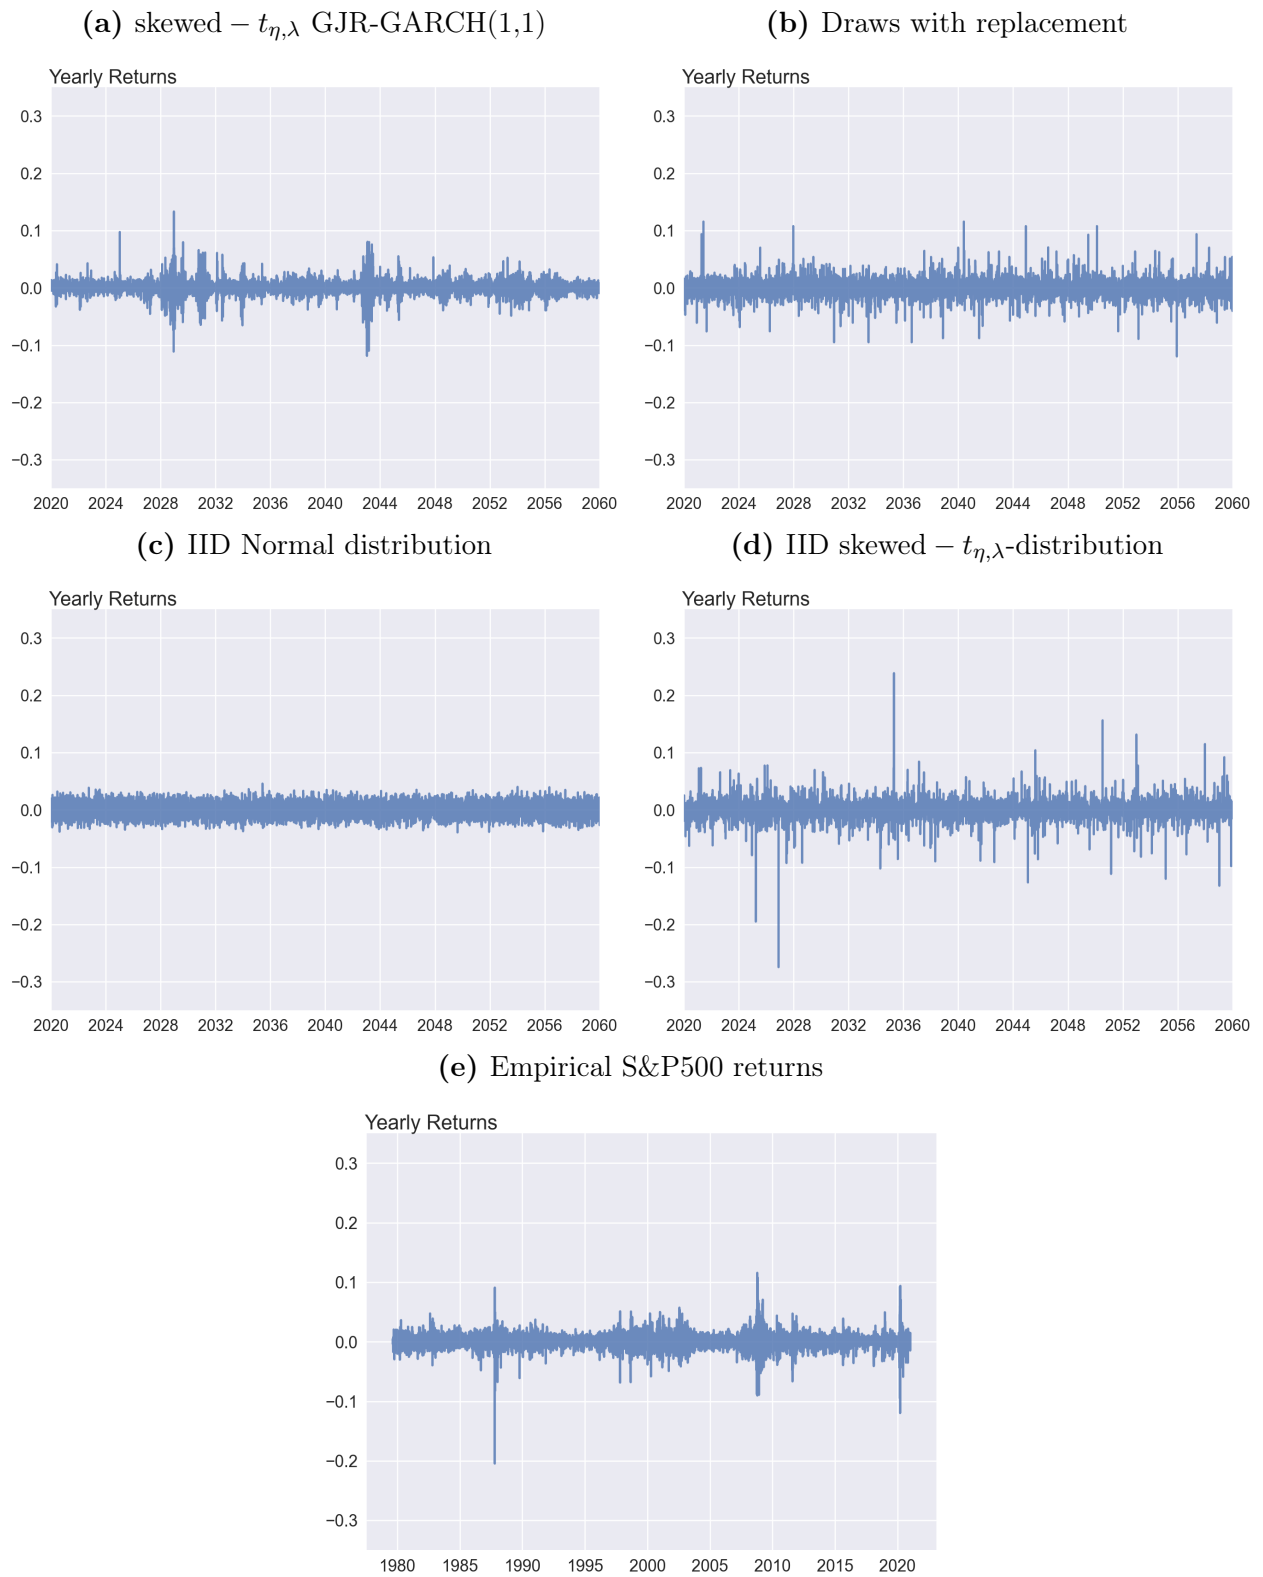 (a) skewed − tη,λ GJR-GARCH(1,1)
(b) Draws with replacement
Yearly Returns
0.3
0.2
0.1
0.0
−0.1
−0.2
−0.3
2020 2024 2028 2032 2036 2040 2044 2048 2052 2056 2060
Yearly Returns
0.3
0.2
0.1
0.0
−0.1
−0.2
−0.3
2020 2024 2028 2032 2036 2040 2044 2048 2052 2056 2060
(c) IID Normal distribution
(d) IID skewed − tη,λ-distribution
Yearly Returns
0.3
0.2
0.1
0.0
−0.1
−0.2
−0.3
2020 2024 2028 2032 2036 2040 2044 2048 2052 2056 2060
Yearly Returns
0.3
0.2
0.1
0.0
−0.1
−0.2
−0.3
2020 2024 2028 2032 2036 2040 2044 2048 2052 2056 2060
(e) Empirical S&P500 returns
Yearly Returns
0.3
0.2
0.1
0.0
−0.1
−0.2
−0.3
1980 1985 1990 1995 2000 2005 2010 2015 2020